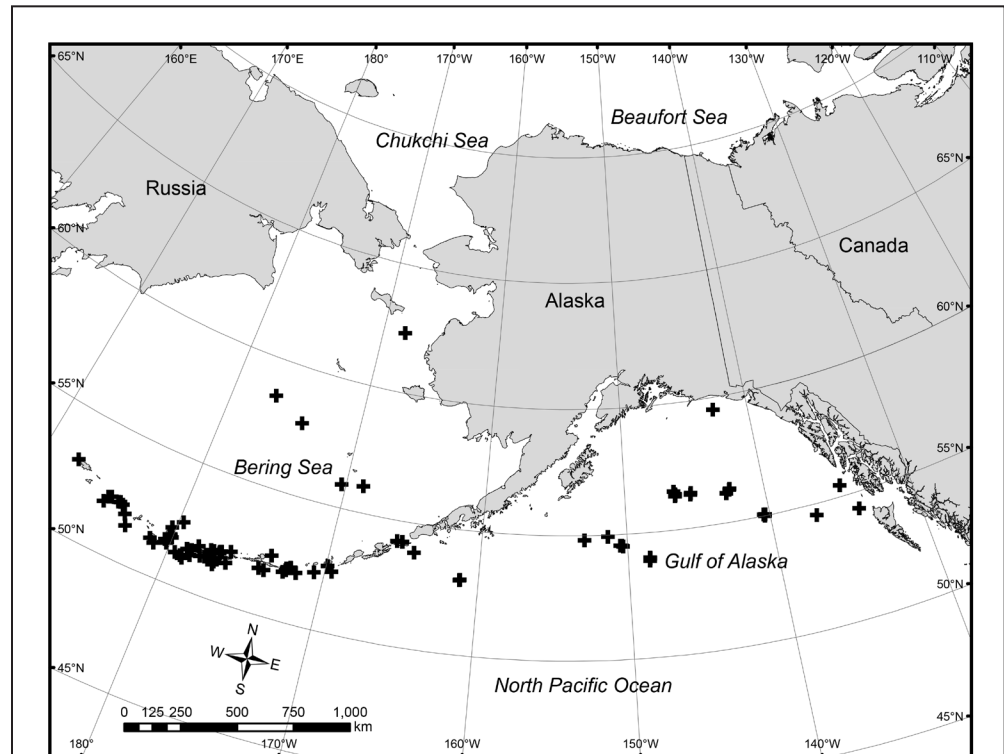 160°E 170°E 180° 170°W 160°W 150°W 140°W 130°W 120°W 110°W
65°N
Beaufort Sea
Chukchi Sea
65°N
Russia
60°N
Canada
Alaska
60°N
55°N
55°N
Bering Sea
50°N
Gulf of Alaska
50°N
N
W E
S
45°N
North Pacific Ocean
0 125 250 500 750 1,000
km
45°N
180° 170°W 160°W 150°W 140°W